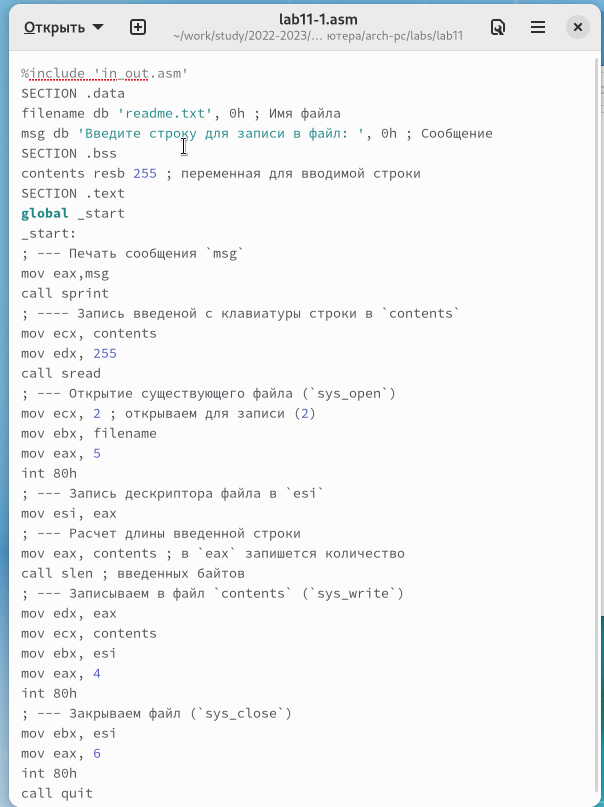 Открыть
lab11-1.asm
~/work/study/2022-2023/... ютера/arch-pc/labs/lab11
%include 'in_out.asm'
SECTION .data
filename db 'readme.txt', 0h ; Имя файла
msg db 'Введите строку для записи в файл: ', 0h ; Сообщение
SECTION .bss
contents resb 255 ; переменная для вводимой строки
SECTION .text
global _start
_start:
; --- Печать сообщения `msg`
mov eax,msg
call sprint
; ---- Запись введеной с клавиатуры строки в `contents`
mov ecx, contents
mov edx, 255
call sread
; --- Открытие существующего файла (`sys_open`)
mov ecx, 2 ; открываем для записи (2)
mov ebx, filename
mov eax, 5
int 80h
; --- Запись дескриптора файла в `esi`
mov esi, eax
; --- Расчет длины введенной строки
mov eax, contents ; в `eax` запишется количество
call slen ; введенных байтов
; --- Записываем в файл `contents` (`sys_write`)
mov edx, eax
mov ecx, contents
mov ebx, esi
mov eax, 4
int 80h
; --- Закрываем файл (`sys_close`)
mov ebx, esi
mov eax, 6
int 80h
call quit